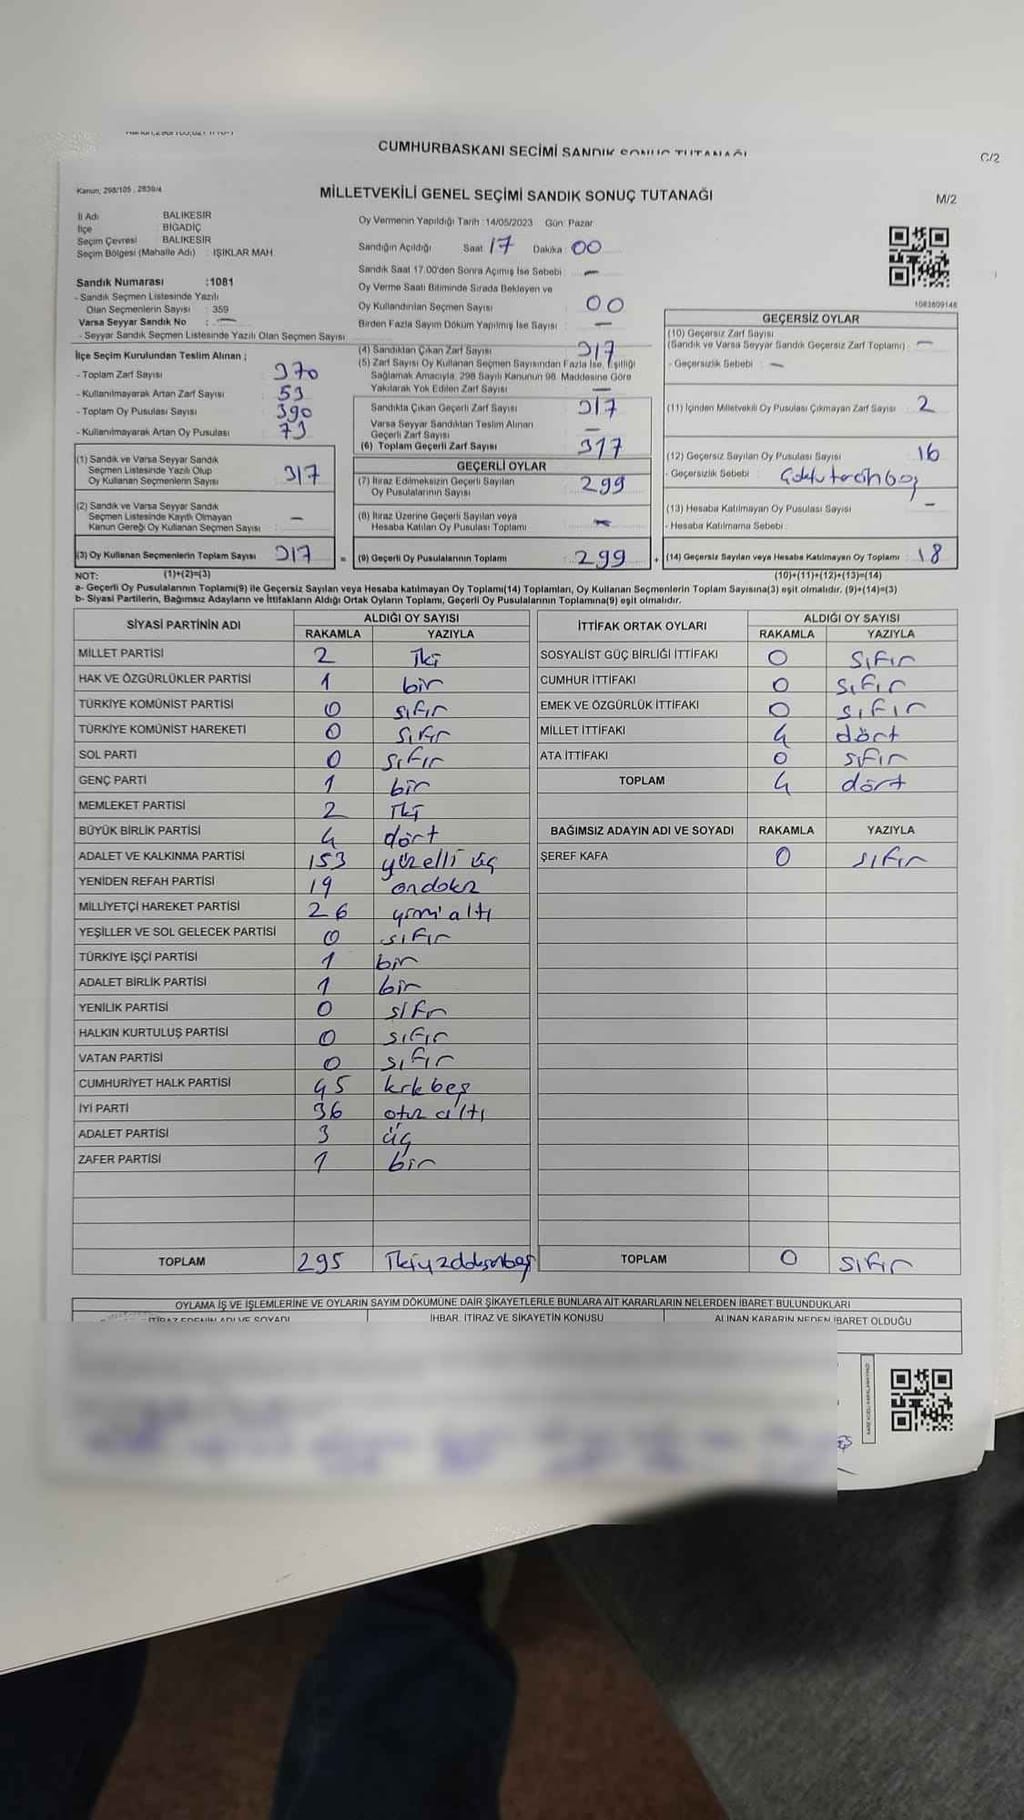 CUMHURBAŞKANI SEÇİMİ SANDIK SONUÇ TUTANAĞI
C/2
Kanun: 298/105 , 2839/4
MİLLETVEKİLİ GENEL SEÇİMİ SANDIK SONUÇ TUTANAĞI
M/2
İl Adı BALIKESİR
İlçe BİGADİÇ
Seçim Çevresi BALIKESİR
Seçim Bölgesi (Mahalle Adı) : IŞIKLAR MAH
Sandık Numarası :1081
- Sandık Seçmen Listesinde Yazılı
Olan Seçmenlerin Sayısı : 359
Varsa Seyyar Sandık No : —
- Seyyar Sandık Seçmen Listesinde Yazılı Olan Seçmen Sayısı
Oy Vermenin Yapıldığı Tarih :14/05/2023 Gün: Pazar
Sandığın Açıldığı Saat 17 Dakika 00
Sandık Saat 17.00'den Sonra Açılmış İse Sebebi : —
Oy Verme Saati Bitiminde Sırada Bekleyen ve
Oy Kullandırılan Seçmen Sayısı 00
Birden Fazla Sayım Döküm Yapılmış İse Sayısı : —
1083609146
İlçe Seçim Kurulundan Teslim Alınan ;
- Toplam Zarf Sayısı 370
- Kullanılmayarak Artan Zarf Sayısı 53
- Toplam Oy Pusulası Sayısı 390
- Kullanılmayarak Artan Oy Pusulası 73
(1) Sandık ve Varsa Seyyar Sandık
Seçmen Listesinde Yazılı Olup
Oy Kullanan Seçmenlerin Sayısı 317
(2) Sandık ve Varsa Seyyar Sandık
Seçmen Listesinde Kayıtlı Olmayan
Kanun Gereği Oy Kullanan Seçmen Sayısı —
(3) Oy Kullanan Seçmenlerin Toplam Sayısı 317
(1)+(2)=(3)
(4) Sandıktan Çıkan Zarf Sayısı 317
(5) Zarf Sayısı Oy Kullanan Seçmen Sayısından Fazla İse, Eşitliği
Sağlamak Amacıyla, 298 Sayılı Kanunun 98. Maddesine Göre
Yakılarak Yok Edilen Zarf Sayısı —
Sandıkta Çıkan Geçerli Zarf Sayısı 317
Varsa Seyyar Sandıktan Teslim Alınan
Geçerli Zarf Sayısı —
(6) Toplam Geçerli Zarf Sayısı 317
GEÇERLİ OYLAR
(7) İtiraz Edilmeksizin Geçerli Sayılan
Oy Pusulalarının Sayısı 299
(8) İtiraz Üzerine Geçerli Sayılan veya
Hesaba Katılan Oy Pusulası Toplamı —
= (9) Geçerli Oy Pusulalarının Toplamı : 299 +
GEÇERSİZ OYLAR
(10) Geçersiz Zarf Sayısı
(Sandık ve Varsa Seyyar Sandık Geçersiz Zarf Toplamı) : —
- Geçersizlik Sebebi : —
(11) İçinden Milletvekili Oy Pusulası Çıkmayan Zarf Sayısı : 2
(12) Geçersiz Sayılan Oy Pusulası Sayısı 16
- Geçersizlik Sebebi :
(13) Hesaba Katılmayan Oy Pusulası Sayısı —
- Hesaba Katılmama Sebebi :
(14) Geçersiz Sayılan veya Hesaba Katılmayan Oy Toplamı : 18
(10)+(11)+(12)+(13)=(14)
NOT:
a- Geçerli Oy Pusulalarının Toplamı(9) ile Geçersiz Sayılan veya Hesaba katılmayan Oy Toplamı(14) Toplamları, Oy Kullanan Seçmenlerin Toplam Sayısına(3) eşit olmalıdır. (9)+(14)=(3)
b- Siyasi Partilerin, Bağımsız Adayların ve İttifakların Aldığı Ortak Oyların Toplamı, Geçerli Oy Pusulalarının Toplamına(9) eşit olmalıdır.
SİYASİ PARTİNİN ADI ALDIĞI OY SAYISI
RAKAMLA YAZIYLA
MİLLET PARTİSİ 2 İki
HAK VE ÖZGÜRLÜKLER PARTİSİ 1 bir
TÜRKİYE KOMÜNİST PARTİSİ 0 sıfır
TÜRKİYE KOMÜNİST HAREKETİ 0 sıfır
SOL PARTİ 0 sıfır
GENÇ PARTİ 1 bir
MEMLEKET PARTİSİ 2 İki
BÜYÜK BİRLİK PARTİSİ 4 dört
ADALET VE KALKINMA PARTİSİ 153 yüzelli üç
YENİDEN REFAH PARTİSİ 19 ondokz
MİLLİYETÇİ HAREKET PARTİSİ 26 yirmi altı
YEŞİLLER VE SOL GELECEK PARTİSİ 0 sıfır
TÜRKİYE İŞÇİ PARTİSİ 1 bir
ADALET BİRLİK PARTİSİ 1 bir
YENİLİK PARTİSİ 0 sıfır
HALKIN KURTULUŞ PARTİSİ 0 sıfır
VATAN PARTİSİ 0 sıfır
CUMHURİYET HALK PARTİSİ 45 kırkbeş
İYİ PARTİ 36 otuz altı
ADALET PARTİSİ 3 üç
ZAFER PARTİSİ 1 bir
TOPLAM 295 İkiyüzdoksanbeş
İTTİFAK ORTAK OYLARI ALDIĞI OY SAYISI
RAKAMLA YAZIYLA
SOSYALİST GÜÇ BİRLİĞİ İTTİFAKI 0 sıfır
CUMHUR İTTİFAKI 0 sıfır
EMEK VE ÖZGÜRLÜK İTTİFAKI 0 sıfır
MİLLET İTTİFAKI 4 dört
ATA İTTİFAKI 0 sıfır
TOPLAM 4 dört
BAĞIMSIZ ADAYIN ADI VE SOYADI RAKAMLA YAZIYLA
ŞEREF KAFA 0 sıfır
TOPLAM 0 sıfır
OYLAMA İŞ VE İŞLEMLERİNE VE OYLARIN SAYIM DÖKÜMÜNE DAİR ŞİKAYETLERLE BUNLARA AİT KARARLARIN NELERDEN İBARET BULUNDUKLARI
İTİRAZ EDENİN ADI VE SOYADI İHBAR, İTİRAZ VE ŞİKAYETİN KONUSU ALINAN KARARIN NEDEN İBARET OLDUĞU